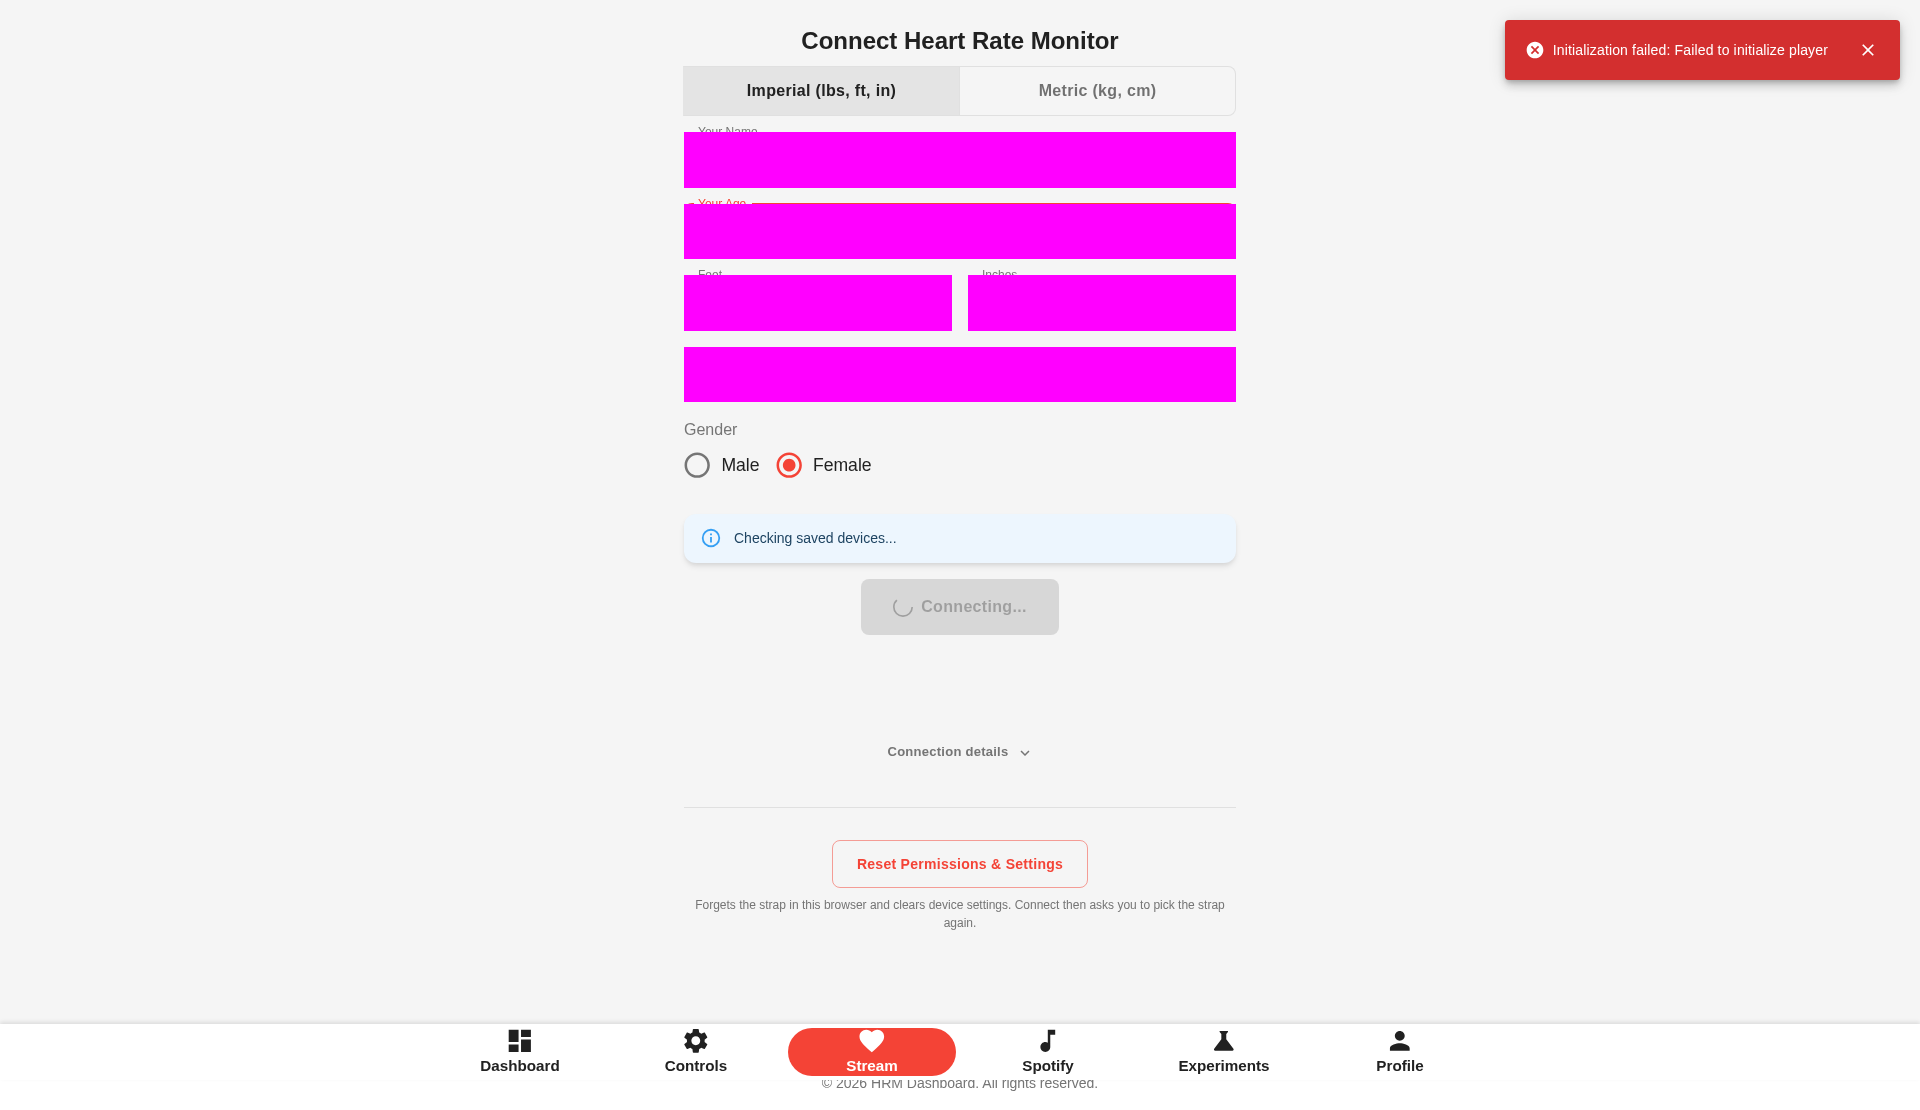 Connect Heart Rate Monitor
Initialization failed: Failed to initialize player
Imperial (lbs, ft, in)
Metric (kg, cm)
Your Name
Your Age
Feet
Inches
Gender
Male
Female
Checking saved devices...
Connecting...
Connection details
Reset Permissions & Settings
Forgets the strap in this browser and clears device settings. Connect then asks you to pick the strap
again.
Dashboard
Controls
Stream
Spotify
Experiments
Profile
© 2026 HRM Dashboard. All rights reserved.